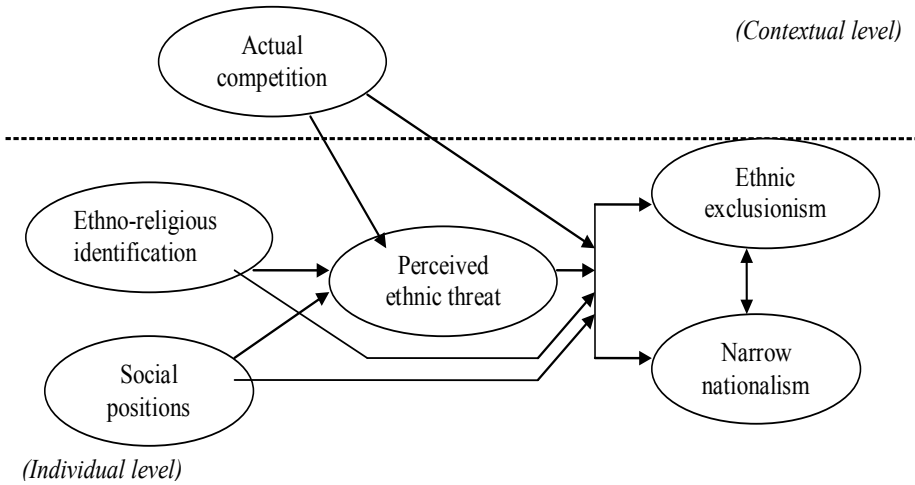 (Contextual level)
Actual
competition
Ethnic
exclusionism
Ethno-religious
identification
Perceived
ethnic threat
Social
positions
Narrow
nationalism
(Individual level)